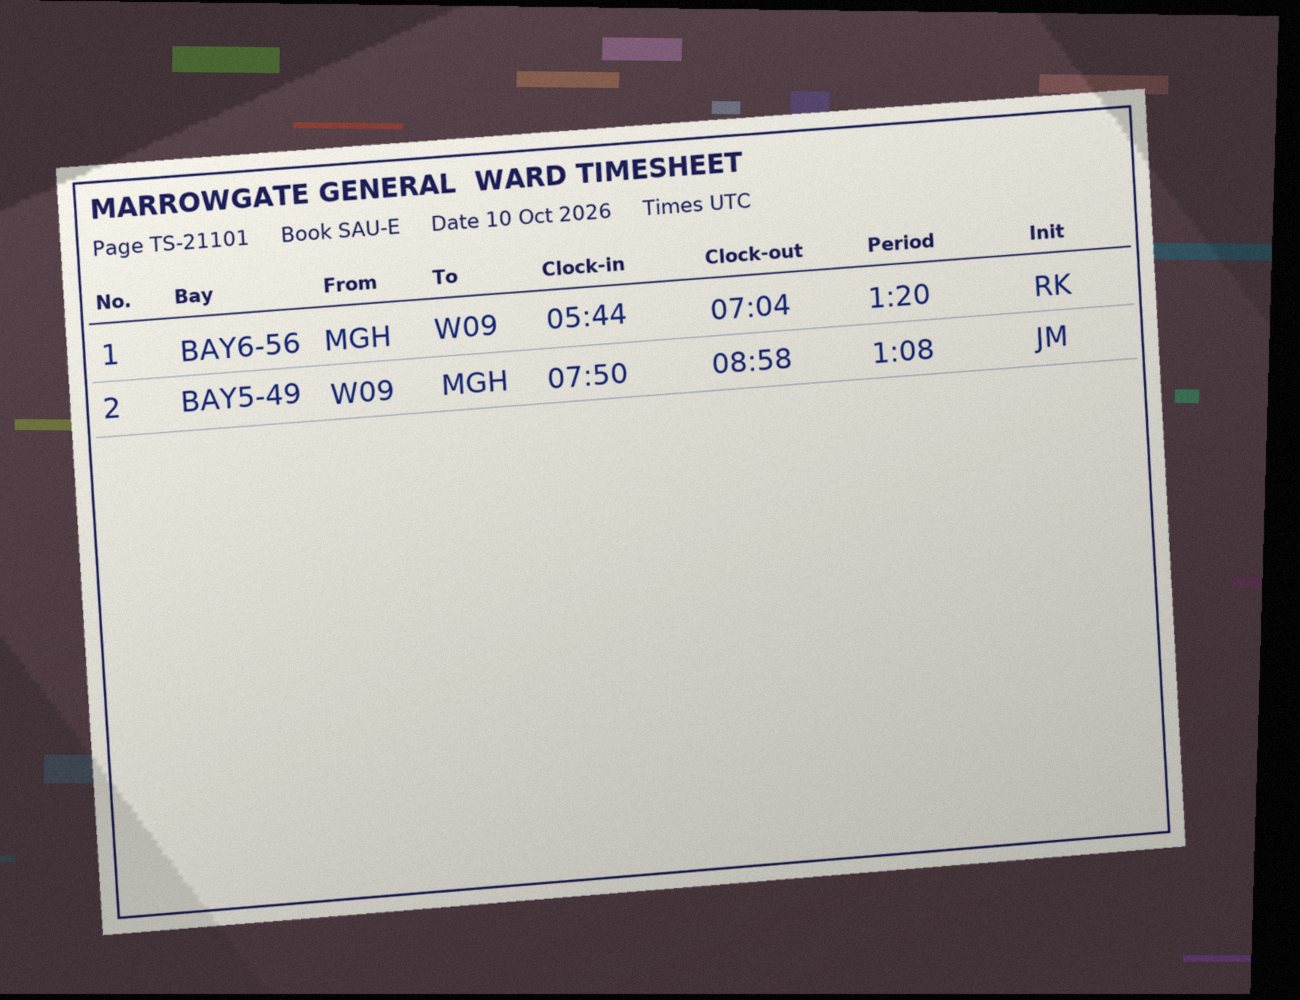 MARROWGATE GENERAL WARD TIMESHEET
Page TS-21101 Book SAU-E Date 10 Oct 2026 Times UTC
No. Bay From To Clock-in Clock-out Period Init
1 BAY6-56 MGH W09 05:44 07:04 1:20 RK
2 BAY5-49 W09 MGH 07:50 08:58 1:08 JM